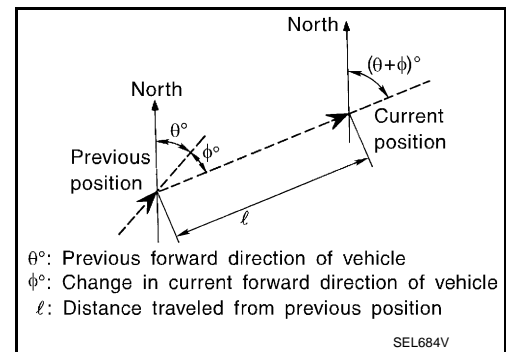 North
(θ+ϕ)°
North
θ°
ϕ°
Current
position
Previous
position
ℓ
θ°: Previous forward direction of vehicle
ϕ°: Change in current forward direction of vehicle
ℓ: Distance traveled from previous position
SEL684V